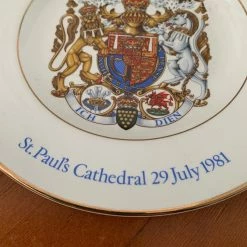 ICH DIEN
St. Paul's Cathedral 29 July 1981